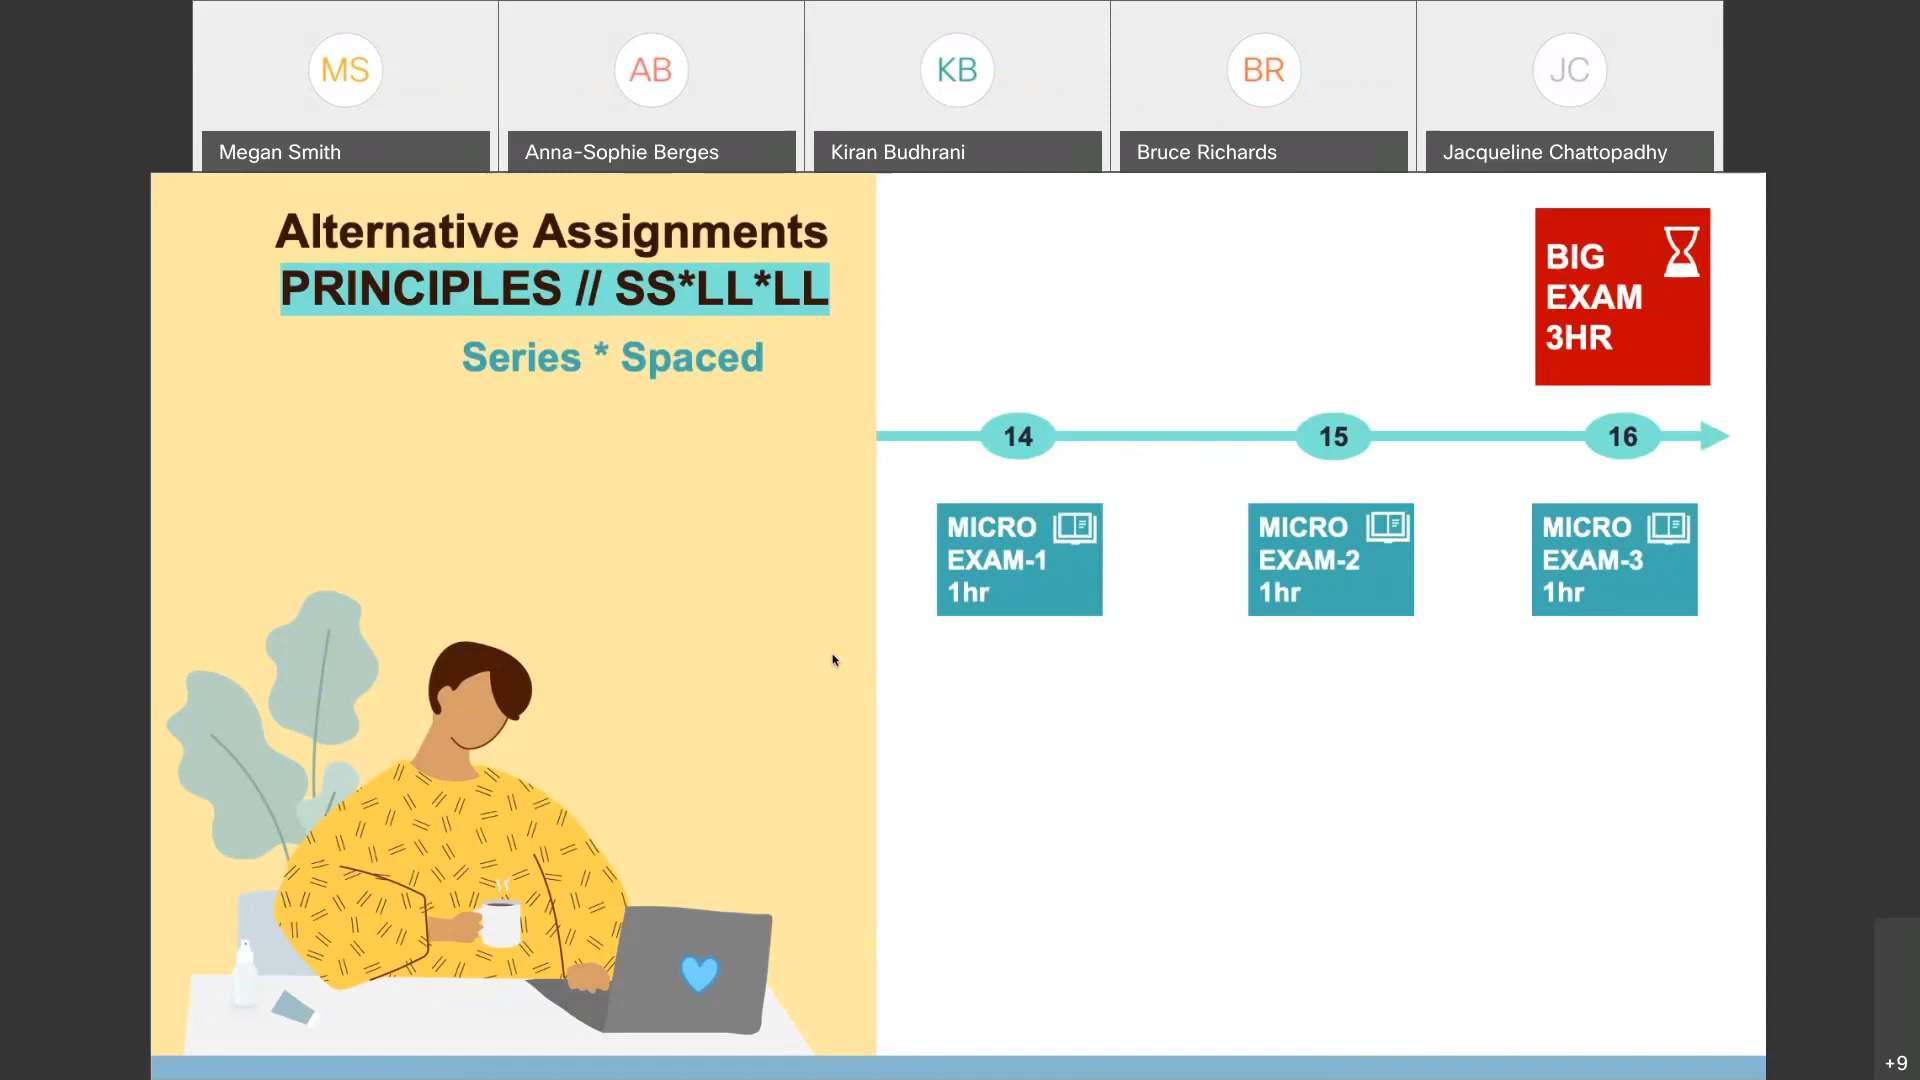 MS
AB
KB
BR
JC
Megan Smith
Anna-Sophie Berges
Kiran Budhrani
Bruce Richards
Jacqueline Chattopadhy
Alternative Assignments
PRINCIPLES // SS*LL*LL
Series * Spaced
BIG
EXAM
3HR
14
15
16
MICRO
EXAM-1
1hr
MICRO
EXAM-2
1hr
MICRO
EXAM-3
1hr
+9